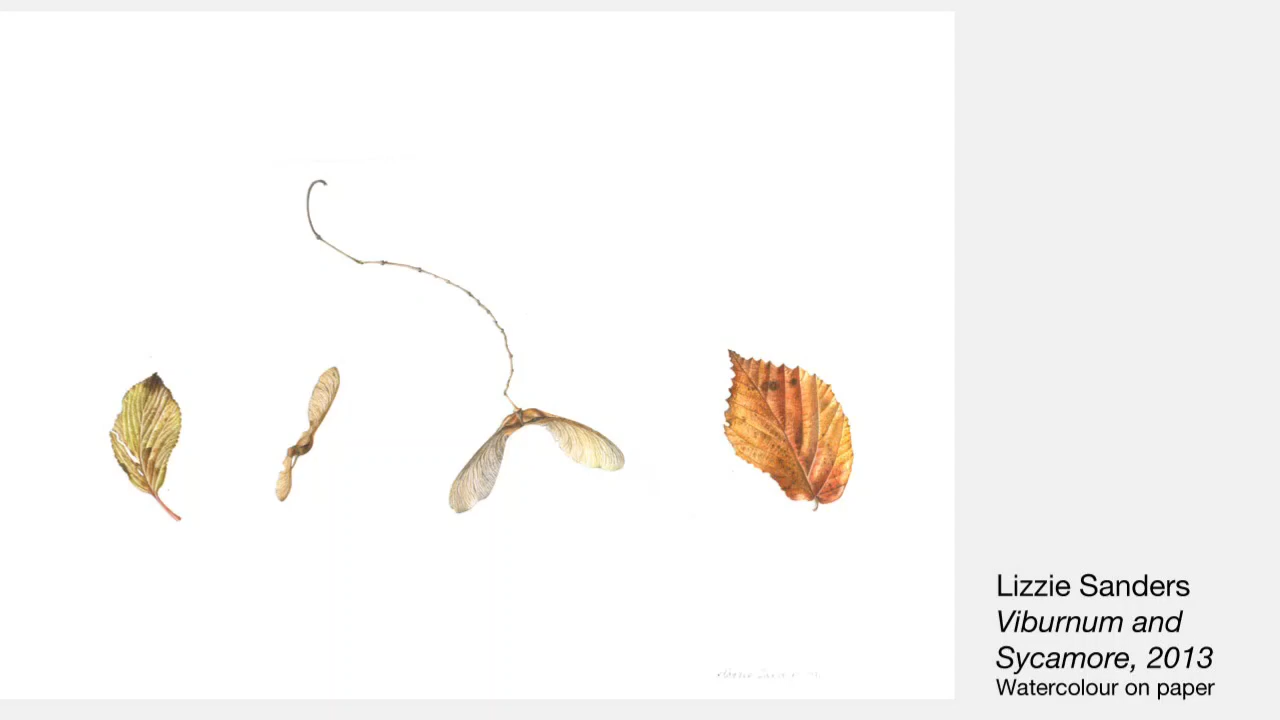 Lizzie Sanders
Viburnum and
Sycamore, 2013
Watercolour on paper